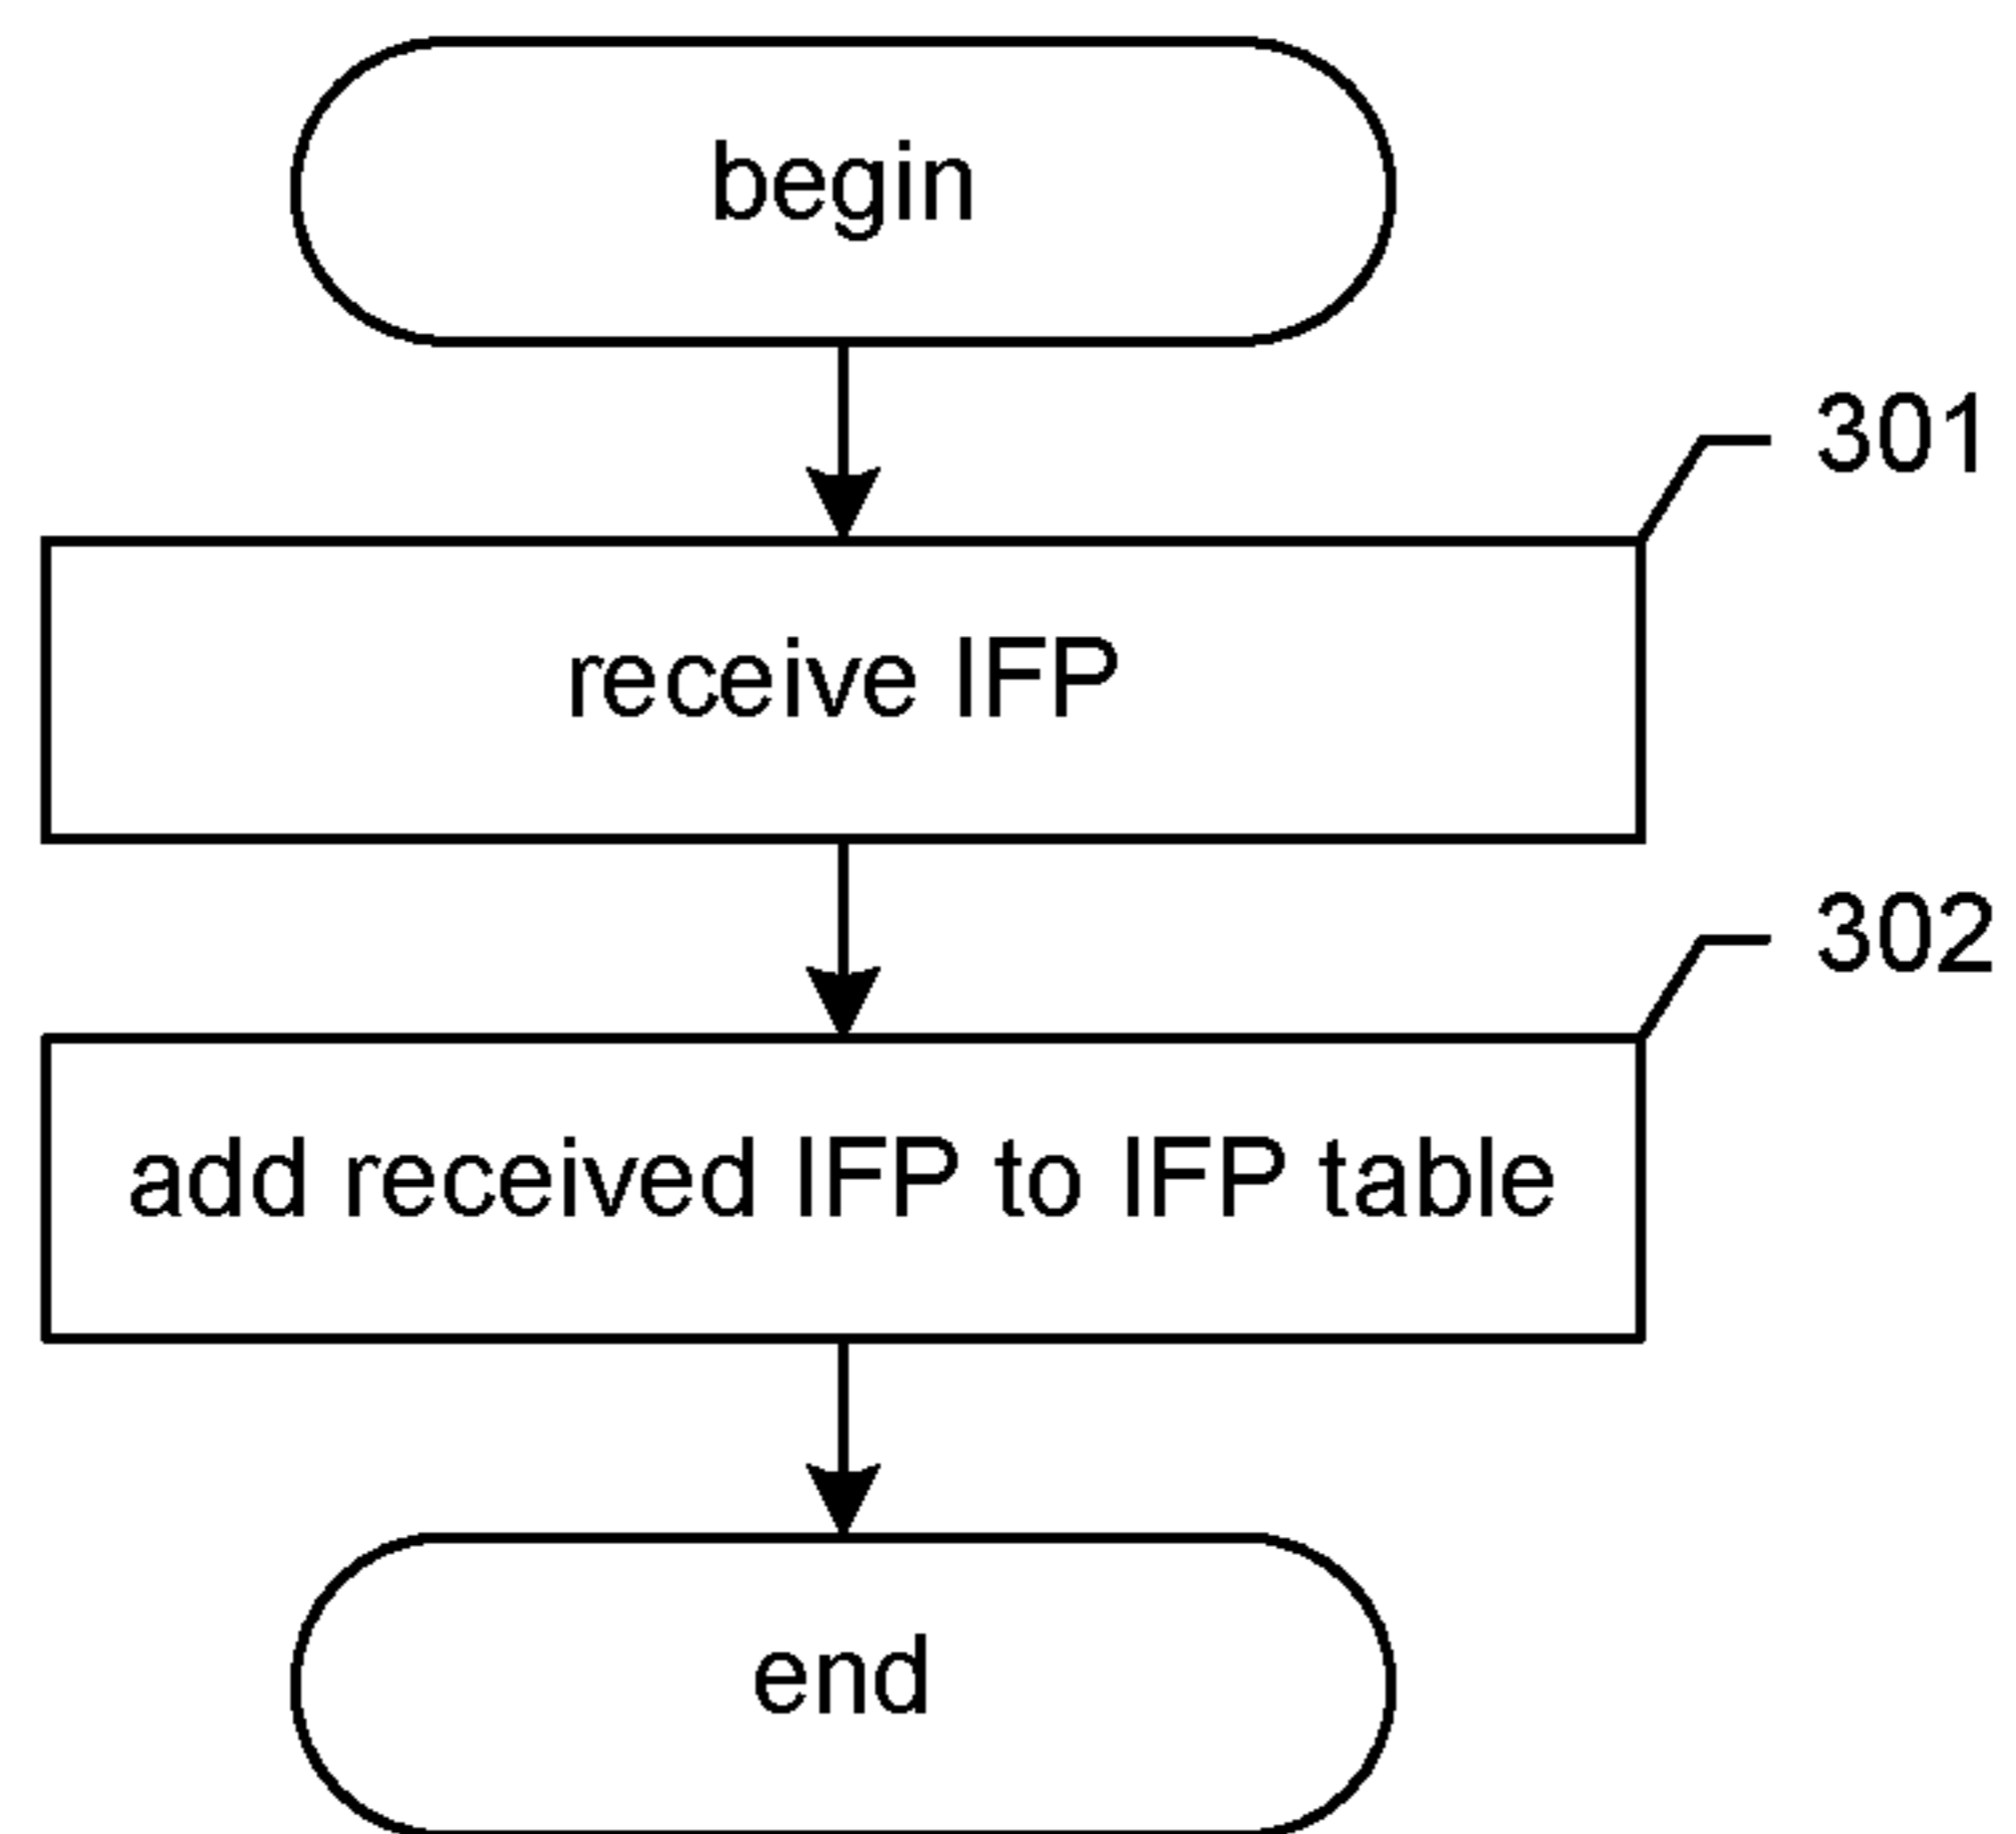 begin
301
receive IFP
302
add received IFP to IFP table
end